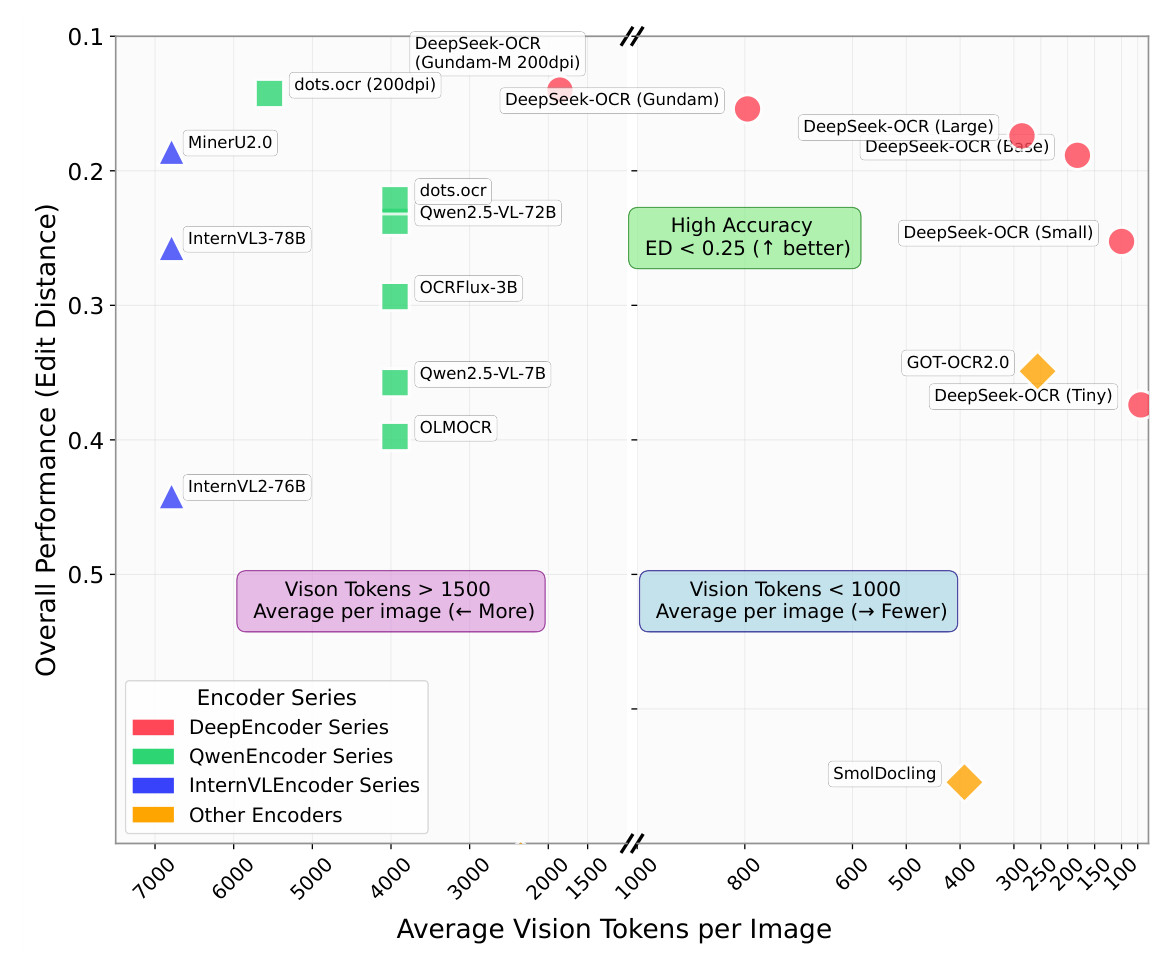 0.1
0.2
0.3
0.4
0.5
Overall Performance (Edit Distance)
DeepSeek-OCR
(Gundam-M 200dpi)
dots.ocr (200dpi)
DeepSeek-OCR (Gundam)
DeepSeek-OCR (Large)
DeepSeek-OCR (Base)
MinerU2.0
dots.ocr
Qwen2.5-VL-72B
High Accuracy
ED < 0.25 (↑ better)
DeepSeek-OCR (Small)
InternVL3-78B
OCRFlux-3B
GOT-OCR2.0
Qwen2.5-VL-7B
DeepSeek-OCR (Tiny)
OLMOCR
InternVL2-76B
Vison Tokens > 1500
Average per image (← More)
Vision Tokens < 1000
Average per image (→ Fewer)
SmolDocling
Encoder Series
DeepEncoder Series
QwenEncoder Series
InternVLEncoder Series
Other Encoders
7000
6000
5000
4000
3000
2000
1500
1000
800
600
500
400
300
250
200
150
100
Average Vision Tokens per Image